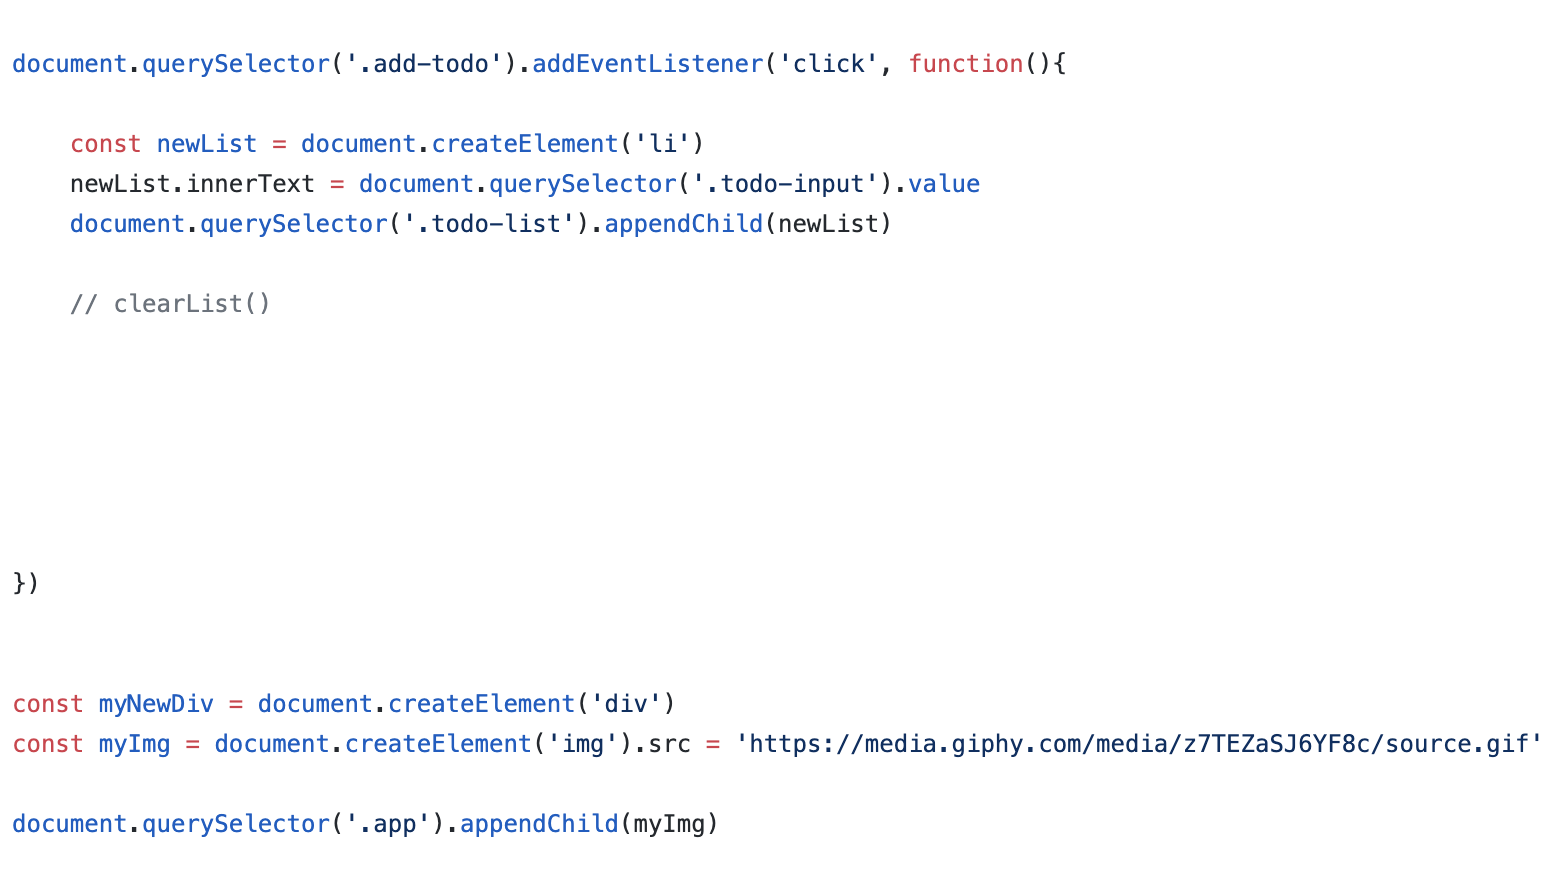 document.querySelector('.add-todo').addEventListener('click', function(){
    const newList = document.createElement('li')
    newList.innerText = document.querySelector('.todo-input').value
    document.querySelector('.todo-list').appendChild(newList)
    // clearList()
})
const myNewDiv = document.createElement('div')
const myImg = document.createElement('img').src = 'https://media.giphy.com/media/z7TEZaSJ6YF8c/source.gif'
document.querySelector('.app').appendChild(myImg)